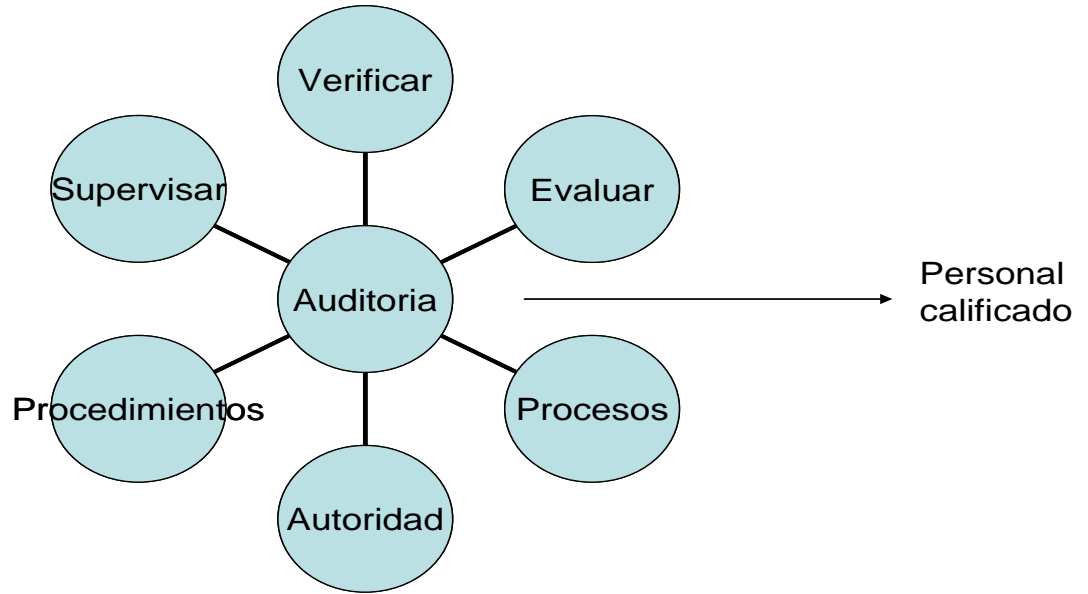 Verificar
Supervisar
Evaluar
Auditoria
Personal
calificado
Procedimientos
Procesos
Autoridad